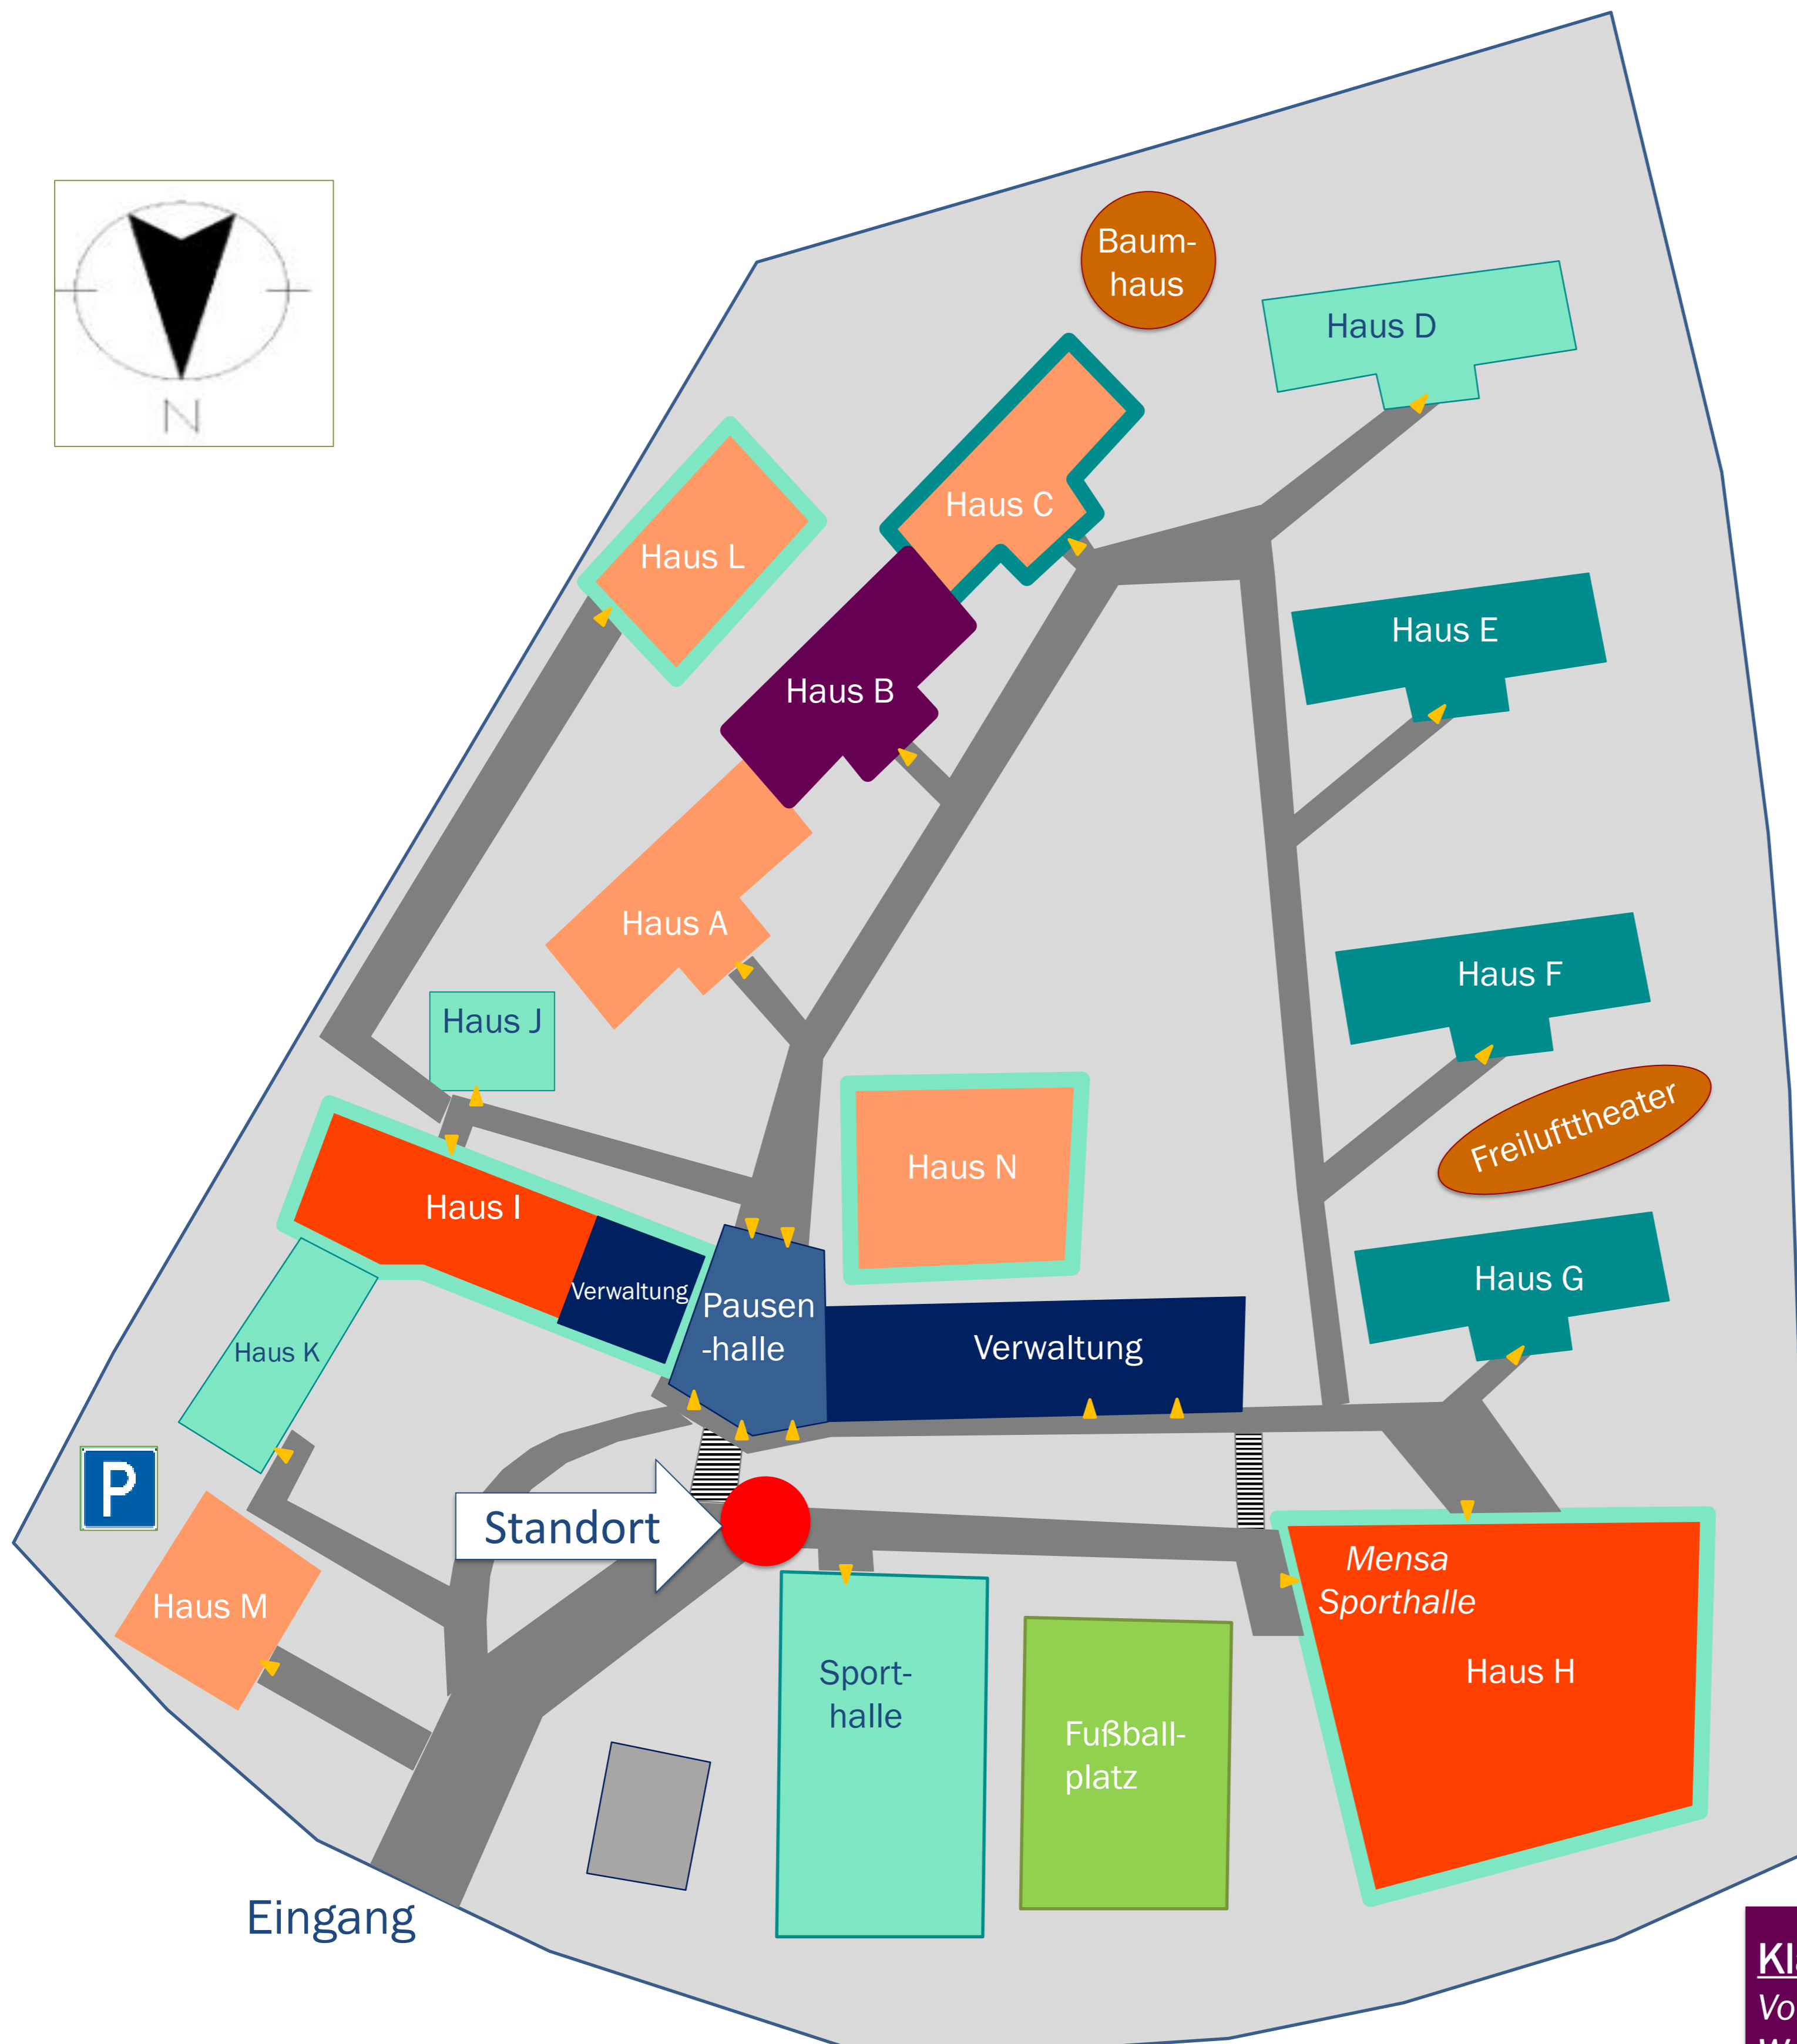 Baum-
haus
Haus D
N
Haus C
Haus L
Haus E
Haus B
Haus A
Haus F
Haus J
Freilufttheater
Haus N
Haus I
Haus G
Verwaltung
Pausen
-halle
Verwaltung
Haus K
P
Standort
Mensa
Sporthalle
Haus M
Haus H
Sport-
halle
Fußball-
platz
Eingang